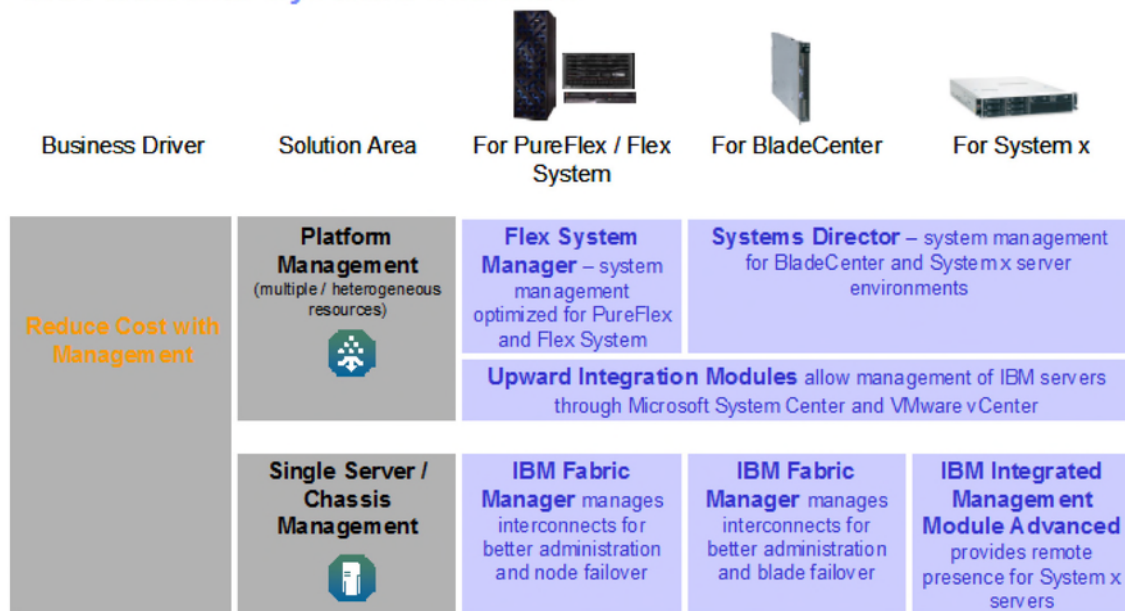 Business Driver
Solution Area
For PureFlex / Flex
System
For BladeCenter
For System x
Reduce Cost with
Management
Platform
Management
(multiple / heterogeneous
resources)
Flex System
Manager – system
management
optimized for PureFlex
and Flex System
Systems Director – system management
for BladeCenter and System x server
environments
Upward Integration Modules allow management of IBM servers
through Microsoft System Center and VMware vCenter
Single Server /
Chassis
Management
IBM Fabric
Manager manages
interconnects for
better administration
and node failover
IBM Fabric
Manager manages
interconnects for
better administration
and blade failover
IBM Integrated
Management
Module Advanced
provides remote
presence for System x
servers